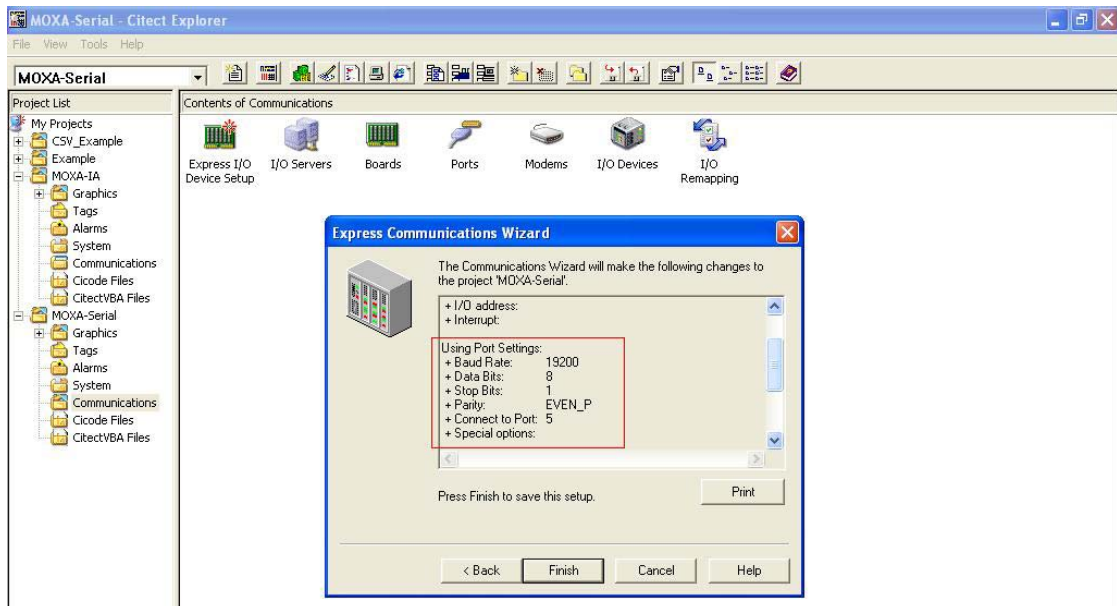 MOXA-Serial - Citect Explorer
File View Tools Help
MOXA-Serial
Project List
Contents of Communications
My Projects
CSV_Example
Example
MOXA-IA
Graphics
Tags
Alarms
System
Communications
Cicode Files
CitectVBA Files
MOXA-Serial
Graphics
Tags
Alarms
System
Communications
Cicode Files
CitectVBA Files
Express I/O
Device Setup
I/O Servers
Boards
Ports
Modems
I/O Devices
I/O
Remapping
Express Communications Wizard
The Communications Wizard will make the following changes to
the project 'MOXA-Serial'.
+ I/O address:
+ Interrupt:
Using Port Settings:
+ Baud Rate: 19200
+ Data Bits: 8
+ Stop Bits: 1
+ Parity: EVEN_P
+ Connect to Port: 5
+ Special options:
Press Finish to save this setup.
Print
< Back
Finish
Cancel
Help